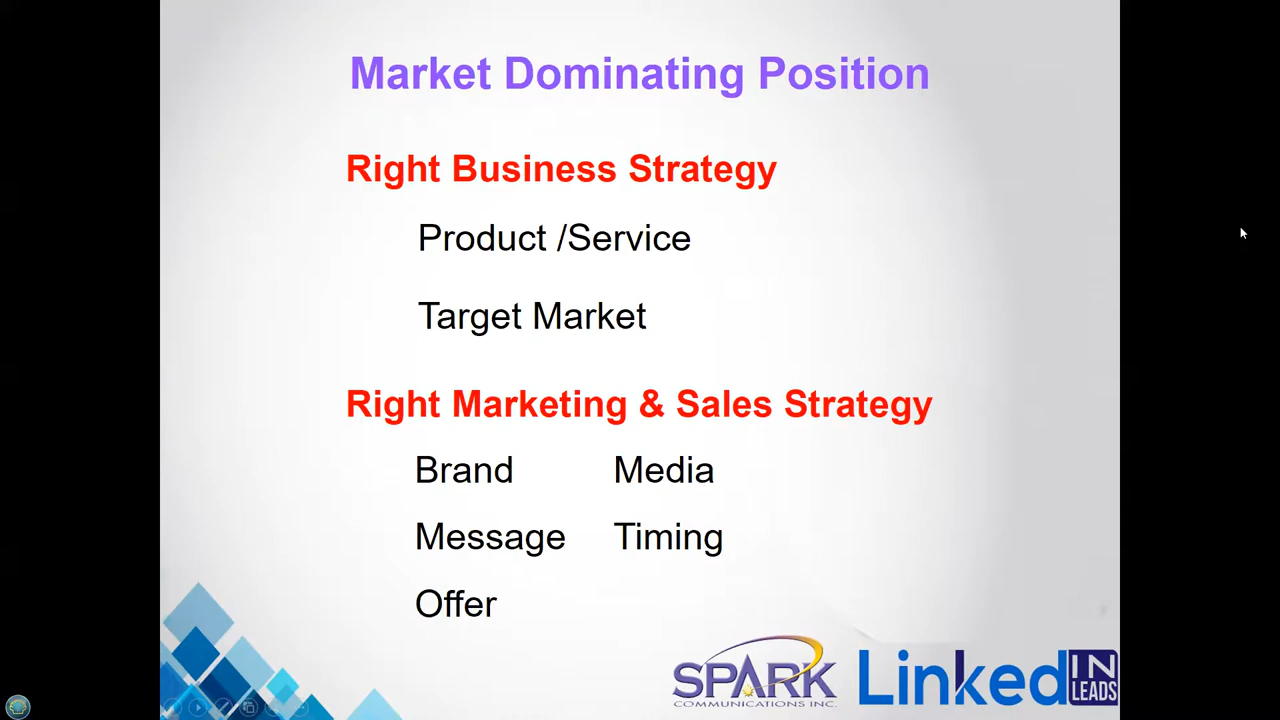 Market Dominating Position
Right Business Strategy
Product /Service
Target Market
Right Marketing & Sales Strategy
Brand
Media
Message
Timing
Offer
SPARK
COMMUNICATIONS INC.
Linked IN LEADS